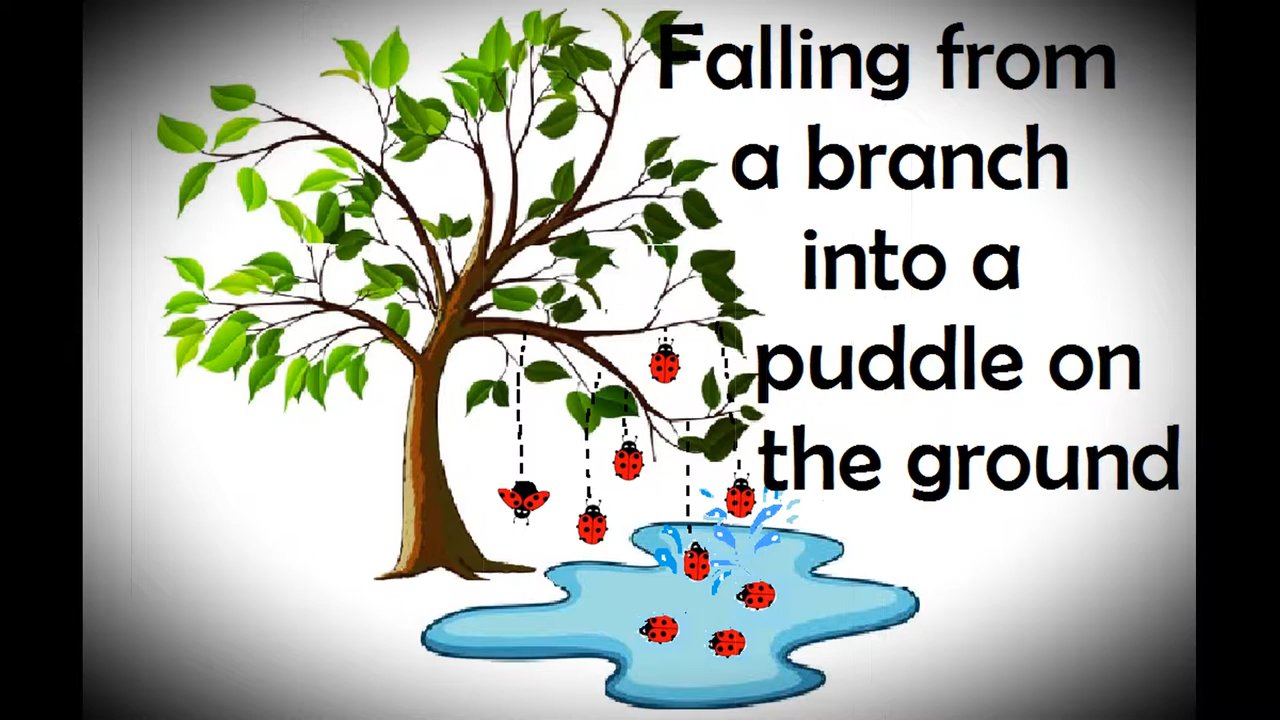 Falling from
a branch
into a
puddle on
the ground